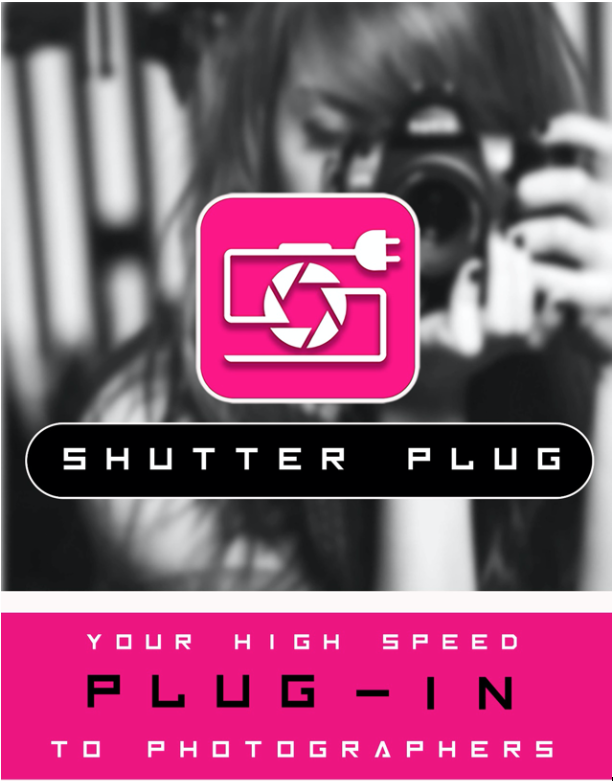 SHUTTER PLUG
YOUR HIGH SPEED
PLUG-IN
TO PHOTOGRAPHERS